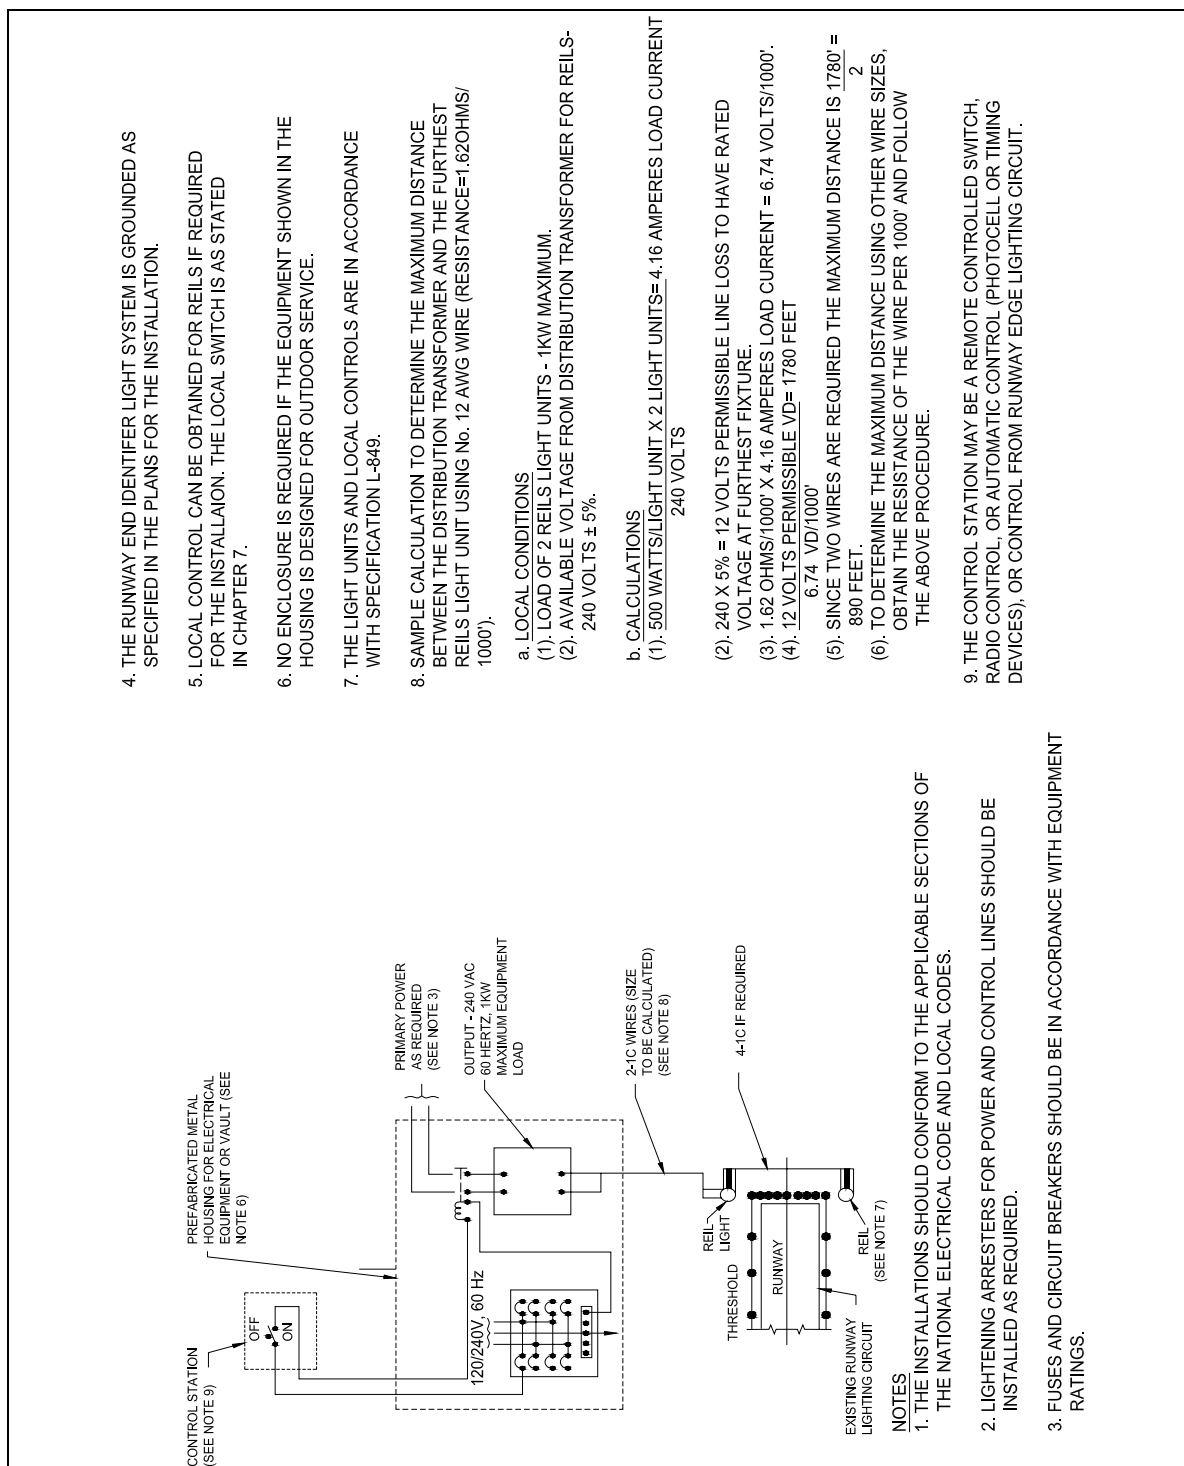 CONTROL STATION
(SEE NOTE 9)
OFF
ON
PREFABRICATED METAL
HOUSING FOR ELECTRICAL
EQUIPMENT OR VAULT (SEE
NOTE 6)
120/240V, 60 Hz
PRIMARY POWER
AS REQUIRED
(SEE NOTE 3)
OUTPUT - 240 VAC
60 HERTZ, 1KW
MAXIMUM EQUIPMENT
LOAD
2-1C WIRES (SIZE
TO BE CALCULATED)
(SEE NOTE 8)
4-1C IF REQUIRED
REIL
LIGHT
THRESHOLD
RUNWAY
REIL
(SEE NOTE 7)
EXISTING RUNWAY
LIGHTING CIRCUIT
NOTES
1. THE INSTALLATIONS SHOULD CONFORM TO THE APPLICABLE SECTIONS OF
THE NATIONAL ELECTRICAL CODE AND LOCAL CODES.
2. LIGHTENING ARRESTERS FOR POWER AND CONTROL LINES SHOULD BE
INSTALLED AS REQUIRED.
3. FUSES AND CIRCUIT BREAKERS SHOULD BE IN ACCORDANCE WITH EQUIPMENT
RATINGS.
4. THE RUNWAY END IDENTIFER LIGHT SYSTEM IS GROUNDED AS
SPECIFIED IN THE PLANS FOR THE INSTALLATION.
5. LOCAL CONTROL CAN BE OBTAINED FOR REILS IF REQUIRED
FOR THE INSTALLAION. THE LOCAL SWITCH IS AS STATED
IN CHAPTER 7.
6. NO ENCLOSURE IS REQUIRED IF THE EQUIPMENT SHOWN IN THE
HOUSING IS DESIGNED FOR OUTDOOR SERVICE.
7. THE LIGHT UNITS AND LOCAL CONTROLS ARE IN ACCORDANCE
WITH SPECIFICATION L-849.
8. SAMPLE CALCULATION TO DETERMINE THE MAXIMUM DISTANCE
BETWEEN THE DISTRIBUTION TRANSFORMER AND THE FURTHEST
REILS LIGHT UNIT USING No. 12 AWG WIRE (RESISTANCE=1.62OHMS/
1000').
a. LOCAL CONDITIONS
(1). LOAD OF 2 REILS LIGHT UNITS - 1KW MAXIMUM.
(2). AVAILABLE VOLTAGE FROM DISTRIBUTION TRANSFORMER FOR REILS-
240 VOLTS ± 5%.
b. CALCULATIONS
(1). 500 WATTS/LIGHT UNIT X 2 LIGHT UNITS= 4.16 AMPERES LOAD CURRENT
240 VOLTS
(2). 240 X 5% = 12 VOLTS PERMISSIBLE LINE LOSS TO HAVE RATED
VOLTAGE AT FURTHEST FIXTURE.
(3). 1.62 OHMS/1000' X 4.16 AMPERES LOAD CURRENT = 6.74 VOLTS/1000'.
(4). 12 VOLTS PERMISSIBLE VD= 1780 FEET
6.74 VD/1000'
(5). SINCE TWO WIRES ARE REQUIRED THE MAXIMUM DISTANCE IS 1780' =
2
890 FEET.
(6). TO DETERMINE THE MAXIMUM DISTANCE USING OTHER WIRE SIZES,
OBTAIN THE RESISTANCE OF THE WIRE PER 1000' AND FOLLOW
THE ABOVE PROCEDURE.
9. THE CONTROL STATION MAY BE A REMOTE CONTROLLED SWITCH,
RADIO CONTROL, OR AUTOMATIC CONTROL (PHOTOCELL OR TIMING
DEVICES), OR CONTROL FROM RUNWAY EDGE LIGHTING CIRCUIT.